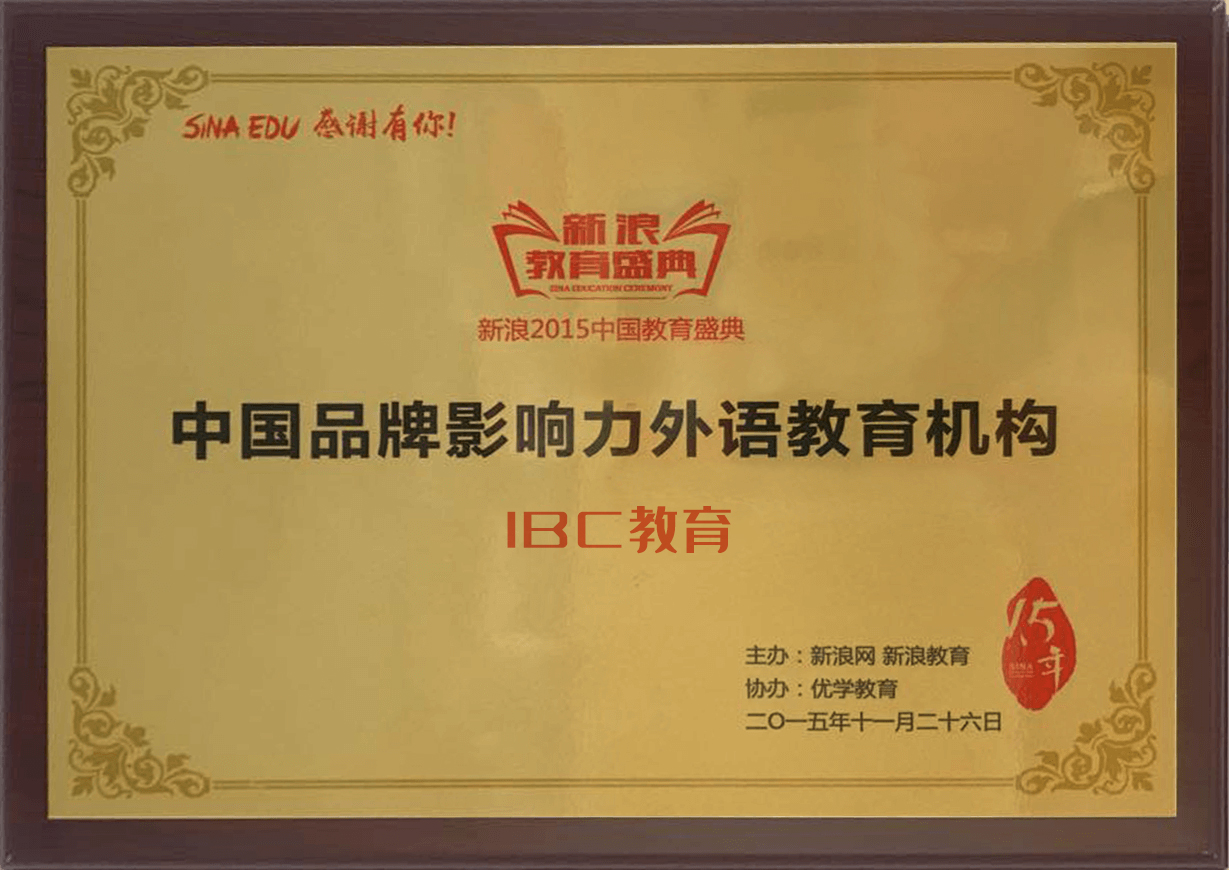 SINA EDU 感谢有你!
新浪
教育盛典
SINA EDUCATION CEREMONY
新浪2015中国教育盛典
中国品牌影响力外语教育机构
IBC教育
15年
SINA
主办：新浪网 新浪教育
协办：优学教育
二〇一五年十一月二十六日